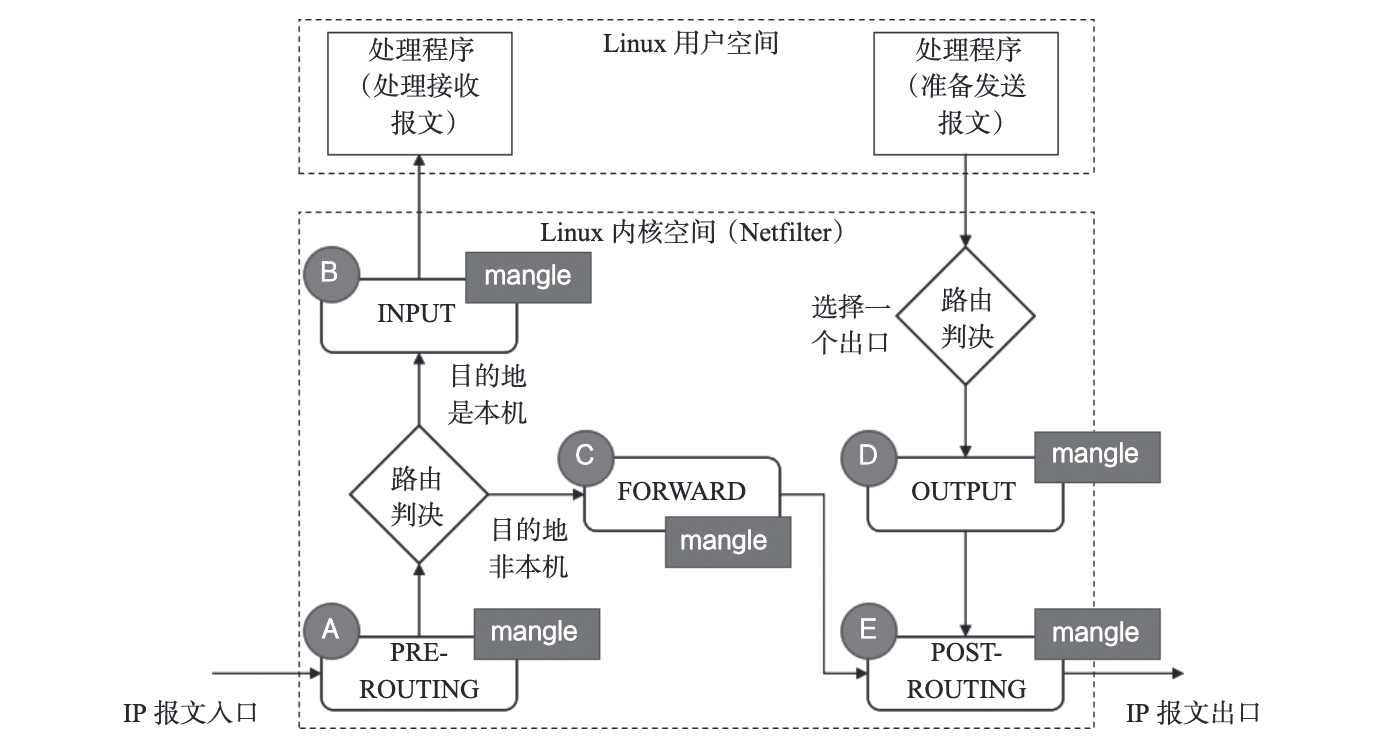 Linux 用户空间
处理程序
（处理接收
报文）
处理程序
（准备发送
报文）
Linux 内核空间（Netfilter）
B
mangle
INPUT
选择一
个出口
路由
判决
目的地
是本机
路由
判决
目的地
非本机
C
FORWARD
mangle
D
mangle
OUTPUT
A
mangle
PRE-
ROUTING
E
mangle
POST-
ROUTING
IP 报文入口
IP 报文出口